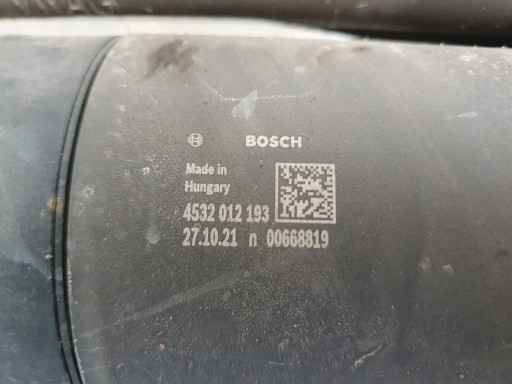 BOSCH
Made in
Hungary
4532 012 193
27.10.21 n 00668819